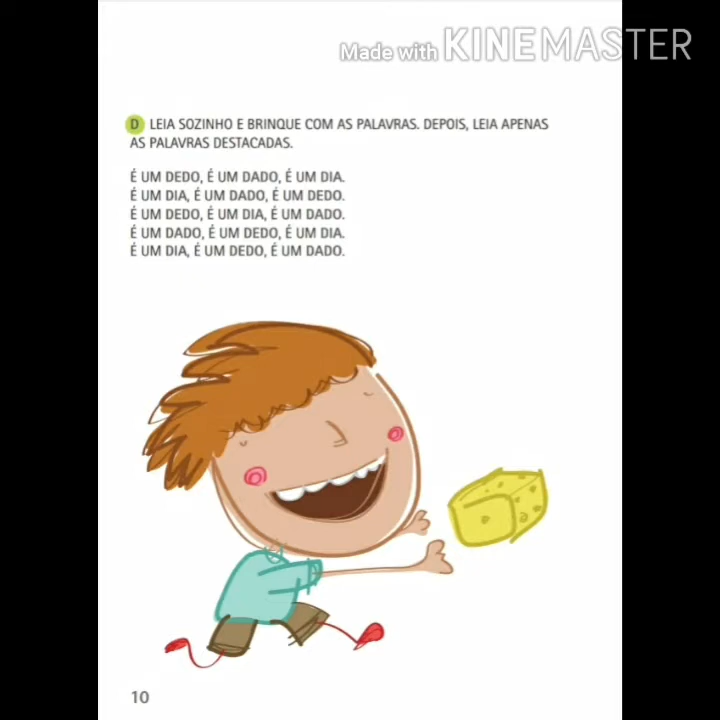 Made with KINEMASTER
D LEIA SOZINHO E BRINQUE COM AS PALAVRAS. DEPOIS, LEIA APENAS
AS PALAVRAS DESTACADAS.
É UM DEDO, É UM DADO, É UM DIA.
É UM DIA, É UM DADO, É UM DEDO.
É UM DEDO, É UM DIA, É UM DADO.
É UM DADO, É UM DEDO, É UM DIA.
É UM DIA, É UM DEDO, É UM DADO.
10